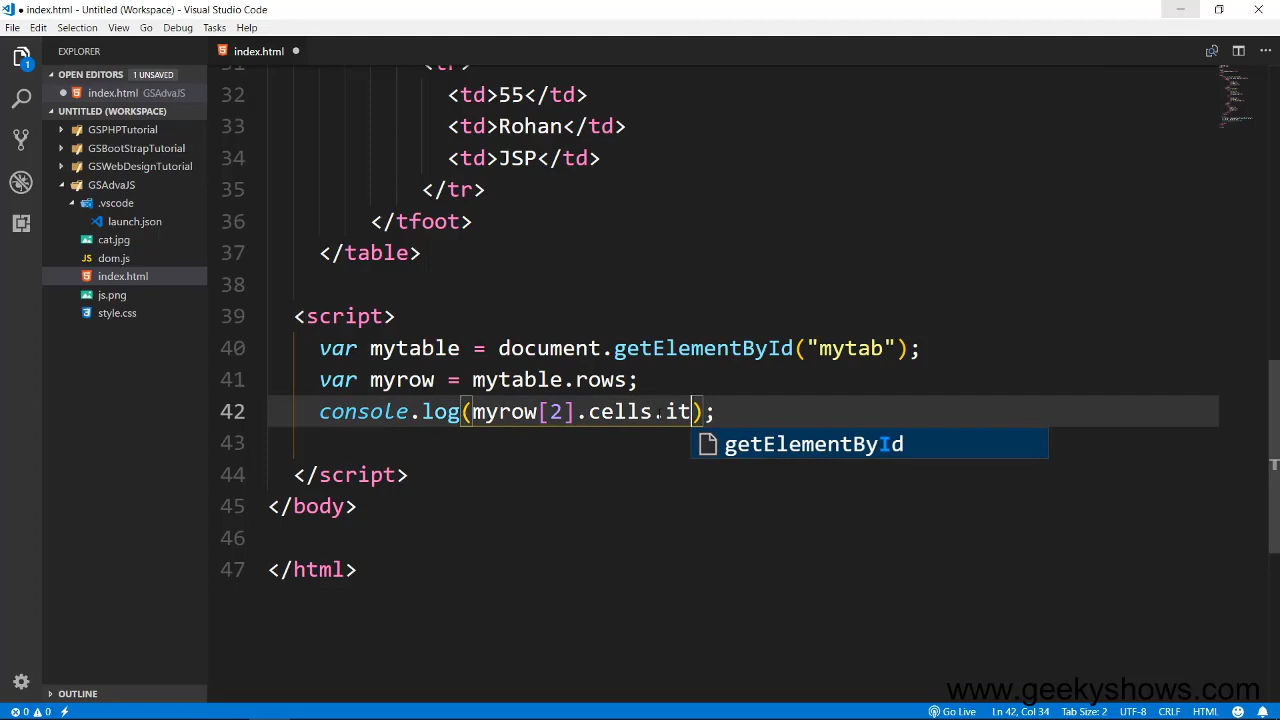 ● index.html - Untitled (Workspace) - Visual Studio Code
File Edit Selection View Go Debug Tasks Help
EXPLORER
index.html ●
OPEN EDITORS 1 UNSAVED
index.html GSAdvaJS
UNTITLED (WORKSPACE)
GSPHPTutorial
GSBootStrapTutorial
GSWebDesignTutorial
GSAdvaJS
.vscode
launch.json
cat.jpg
dom.js
index.html
js.png
style.css
OUTLINE
1
31 <tr>
32 <td>55</td>
33 <td>Rohan</td>
34 <td>JSP</td>
35 </tr>
36 </tfoot>
37 </table>
38
39 <script>
40 var mytable = document.getElementById("mytab");
41 var myrow = mytable.rows;
42 console.log(myrow[2].cells.it);
getElementById
43
44 </script>
45 </body>
46
47 </html>
www.geekyshows.com
0 0 Go Live Ln 42, Col 34 Tab Size: 2 UTF-8 CRLF HTML